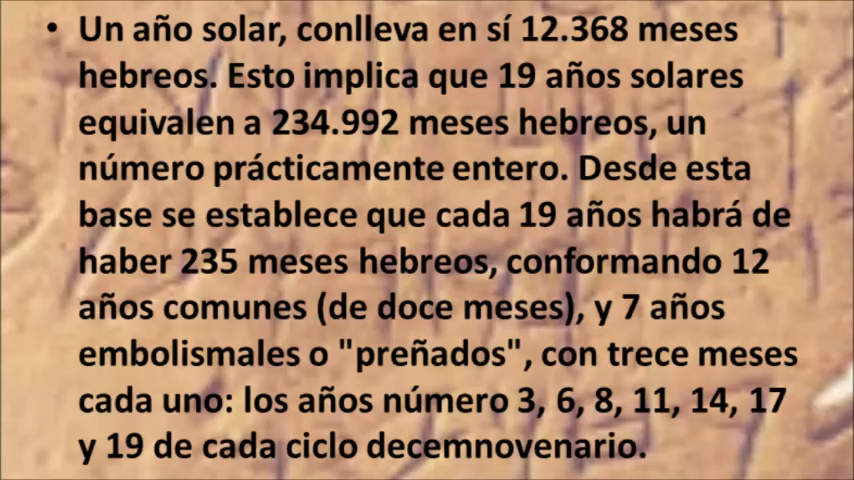 • Un año solar, conlleva en sí 12.368 meses
hebreos. Esto implica que 19 años solares
equivalen a 234.992 meses hebreos, un
número prácticamente entero. Desde esta
base se establece que cada 19 años habrá de
haber 235 meses hebreos, conformando 12
años comunes (de doce meses), y 7 años
embolismales o "preñados", con trece meses
cada uno: los años número 3, 6, 8, 11, 14, 17
y 19 de cada ciclo decemnovenario.